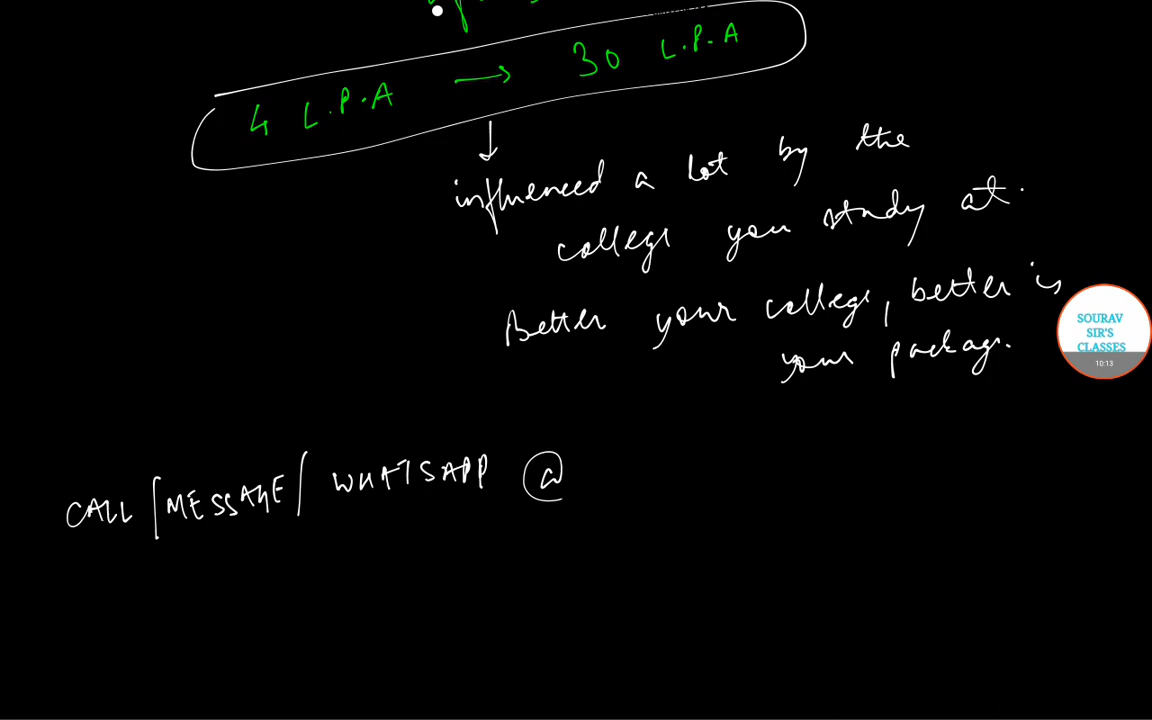 4 L.P.A → 30 L.P.A
influenced a lot by the
college you study at.
Better your college, better is
your package.
SOURAV
SIR'S
CLASSES
10:13
CALL/MESSAGE/WHATSAPP @